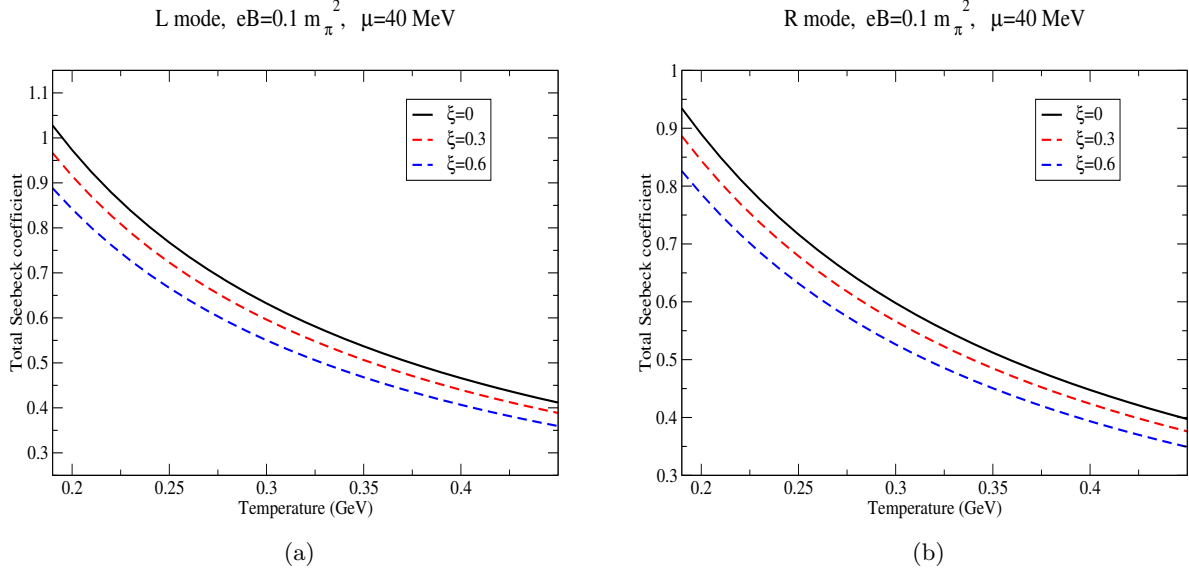 L mode, eB=0.1 m_π^2, μ=40 MeV
Total Seebeck coefficient
1.1
1
0.9
0.8
0.7
0.6
0.5
0.4
0.3
ξ=0
ξ=0.3
ξ=0.6
0.2 0.25 0.3 0.35 0.4
Temperature (GeV)
(a)
R mode, eB=0.1 m_π^2, μ=40 MeV
Total Seebeck coefficient
1
0.9
0.8
0.7
0.6
0.5
0.4
0.3
ξ=0
ξ=0.3
ξ=0.6
0.2 0.25 0.3 0.35 0.4
Temperature (GeV)
(b)